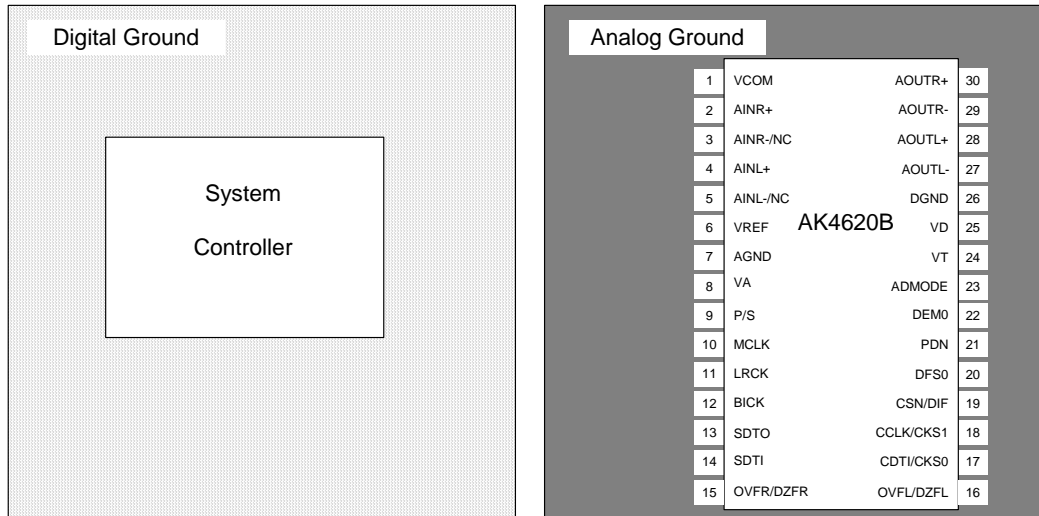 Digital Ground
System
Controller
Analog Ground
AK4620B
1 VCOM AOUTR+ 30
2 AINR+ AOUTR- 29
3 AINR-/NC AOUTL+ 28
4 AINL+ AOUTL- 27
5 AINL-/NC DGND 26
6 VREF VD 25
7 AGND VT 24
8 VA ADMODE 23
9 P/S DEM0 22
10 MCLK PDN 21
11 LRCK DFS0 20
12 BICK CSN/DIF 19
13 SDTO CCLK/CKS1 18
14 SDTI CDTI/CKS0 17
15 OVFR/DZFR OVFL/DZFL 16